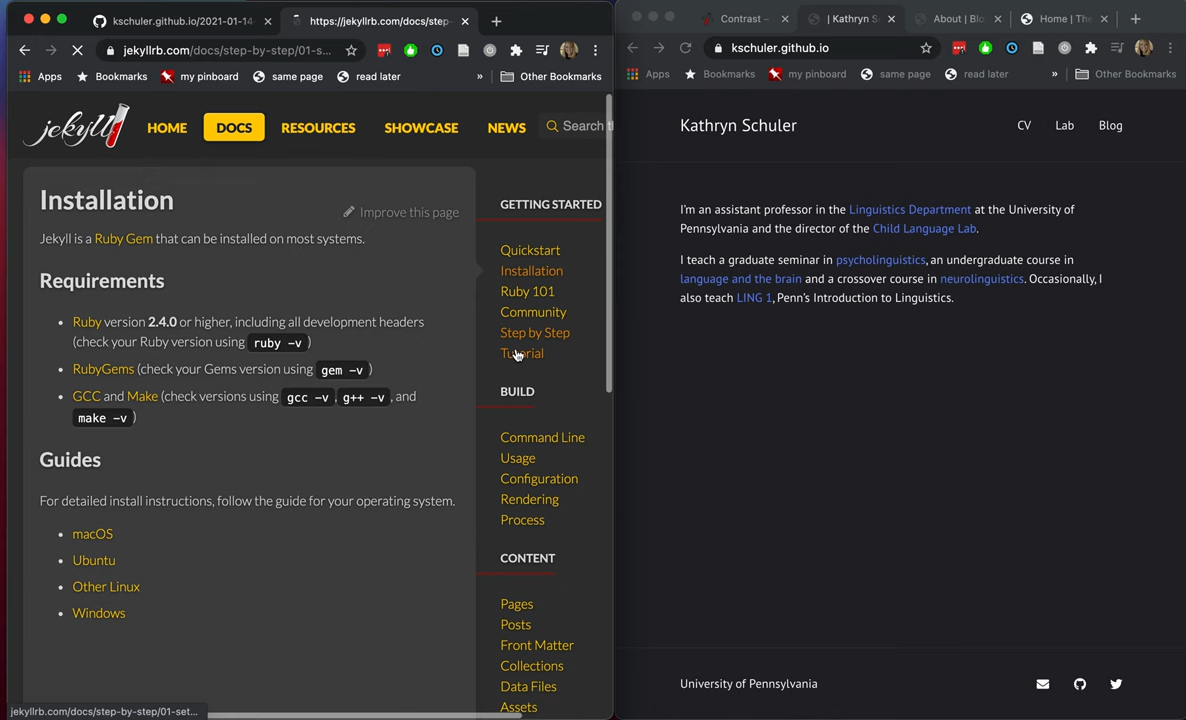 kschuler.github.io/2021-01-14-
https://jekyllrb.com/docs/step-
jekyllrb.com/docs/step-by-step/01-s...
Apps
Bookmarks
my pinboard
same page
read later
»
Other Bookmarks
jekyll
HOME
DOCS
RESOURCES
SHOWCASE
NEWS
Search th
Installation
Improve this page
Jekyll is a Ruby Gem that can be installed on most systems.
Requirements
• Ruby version 2.4.0 or higher, including all development headers
(check your Ruby version using ruby -v )
• RubyGems (check your Gems version using gem -v )
• GCC and Make (check versions using gcc -v , g++ -v , and
make -v )
Guides
For detailed install instructions, follow the guide for your operating system.
• macOS
• Ubuntu
• Other Linux
• Windows
GETTING STARTED
Quickstart
Installation
Ruby 101
Community
Step by Step
Tutorial
BUILD
Command Line
Usage
Configuration
Rendering
Process
CONTENT
Pages
Posts
Front Matter
Collections
Data Files
Assets
jekyllrb.com/docs/step-by-step/01-set...
Contrast –
| Kathryn Sc
About | Blo
Home | The
kschuler.github.io
Apps
Bookmarks
my pinboard
same page
read later
»
Other Bookmarks
Kathryn Schuler
CV
Lab
Blog
I'm an assistant professor in the Linguistics Department at the University of
Pennsylvania and the director of the Child Language Lab.
I teach a graduate seminar in psycholinguistics, an undergraduate course in
language and the brain and a crossover course in neurolinguistics. Occasionally, I
also teach LING 1, Penn's Introduction to Linguistics.
University of Pennsylvania